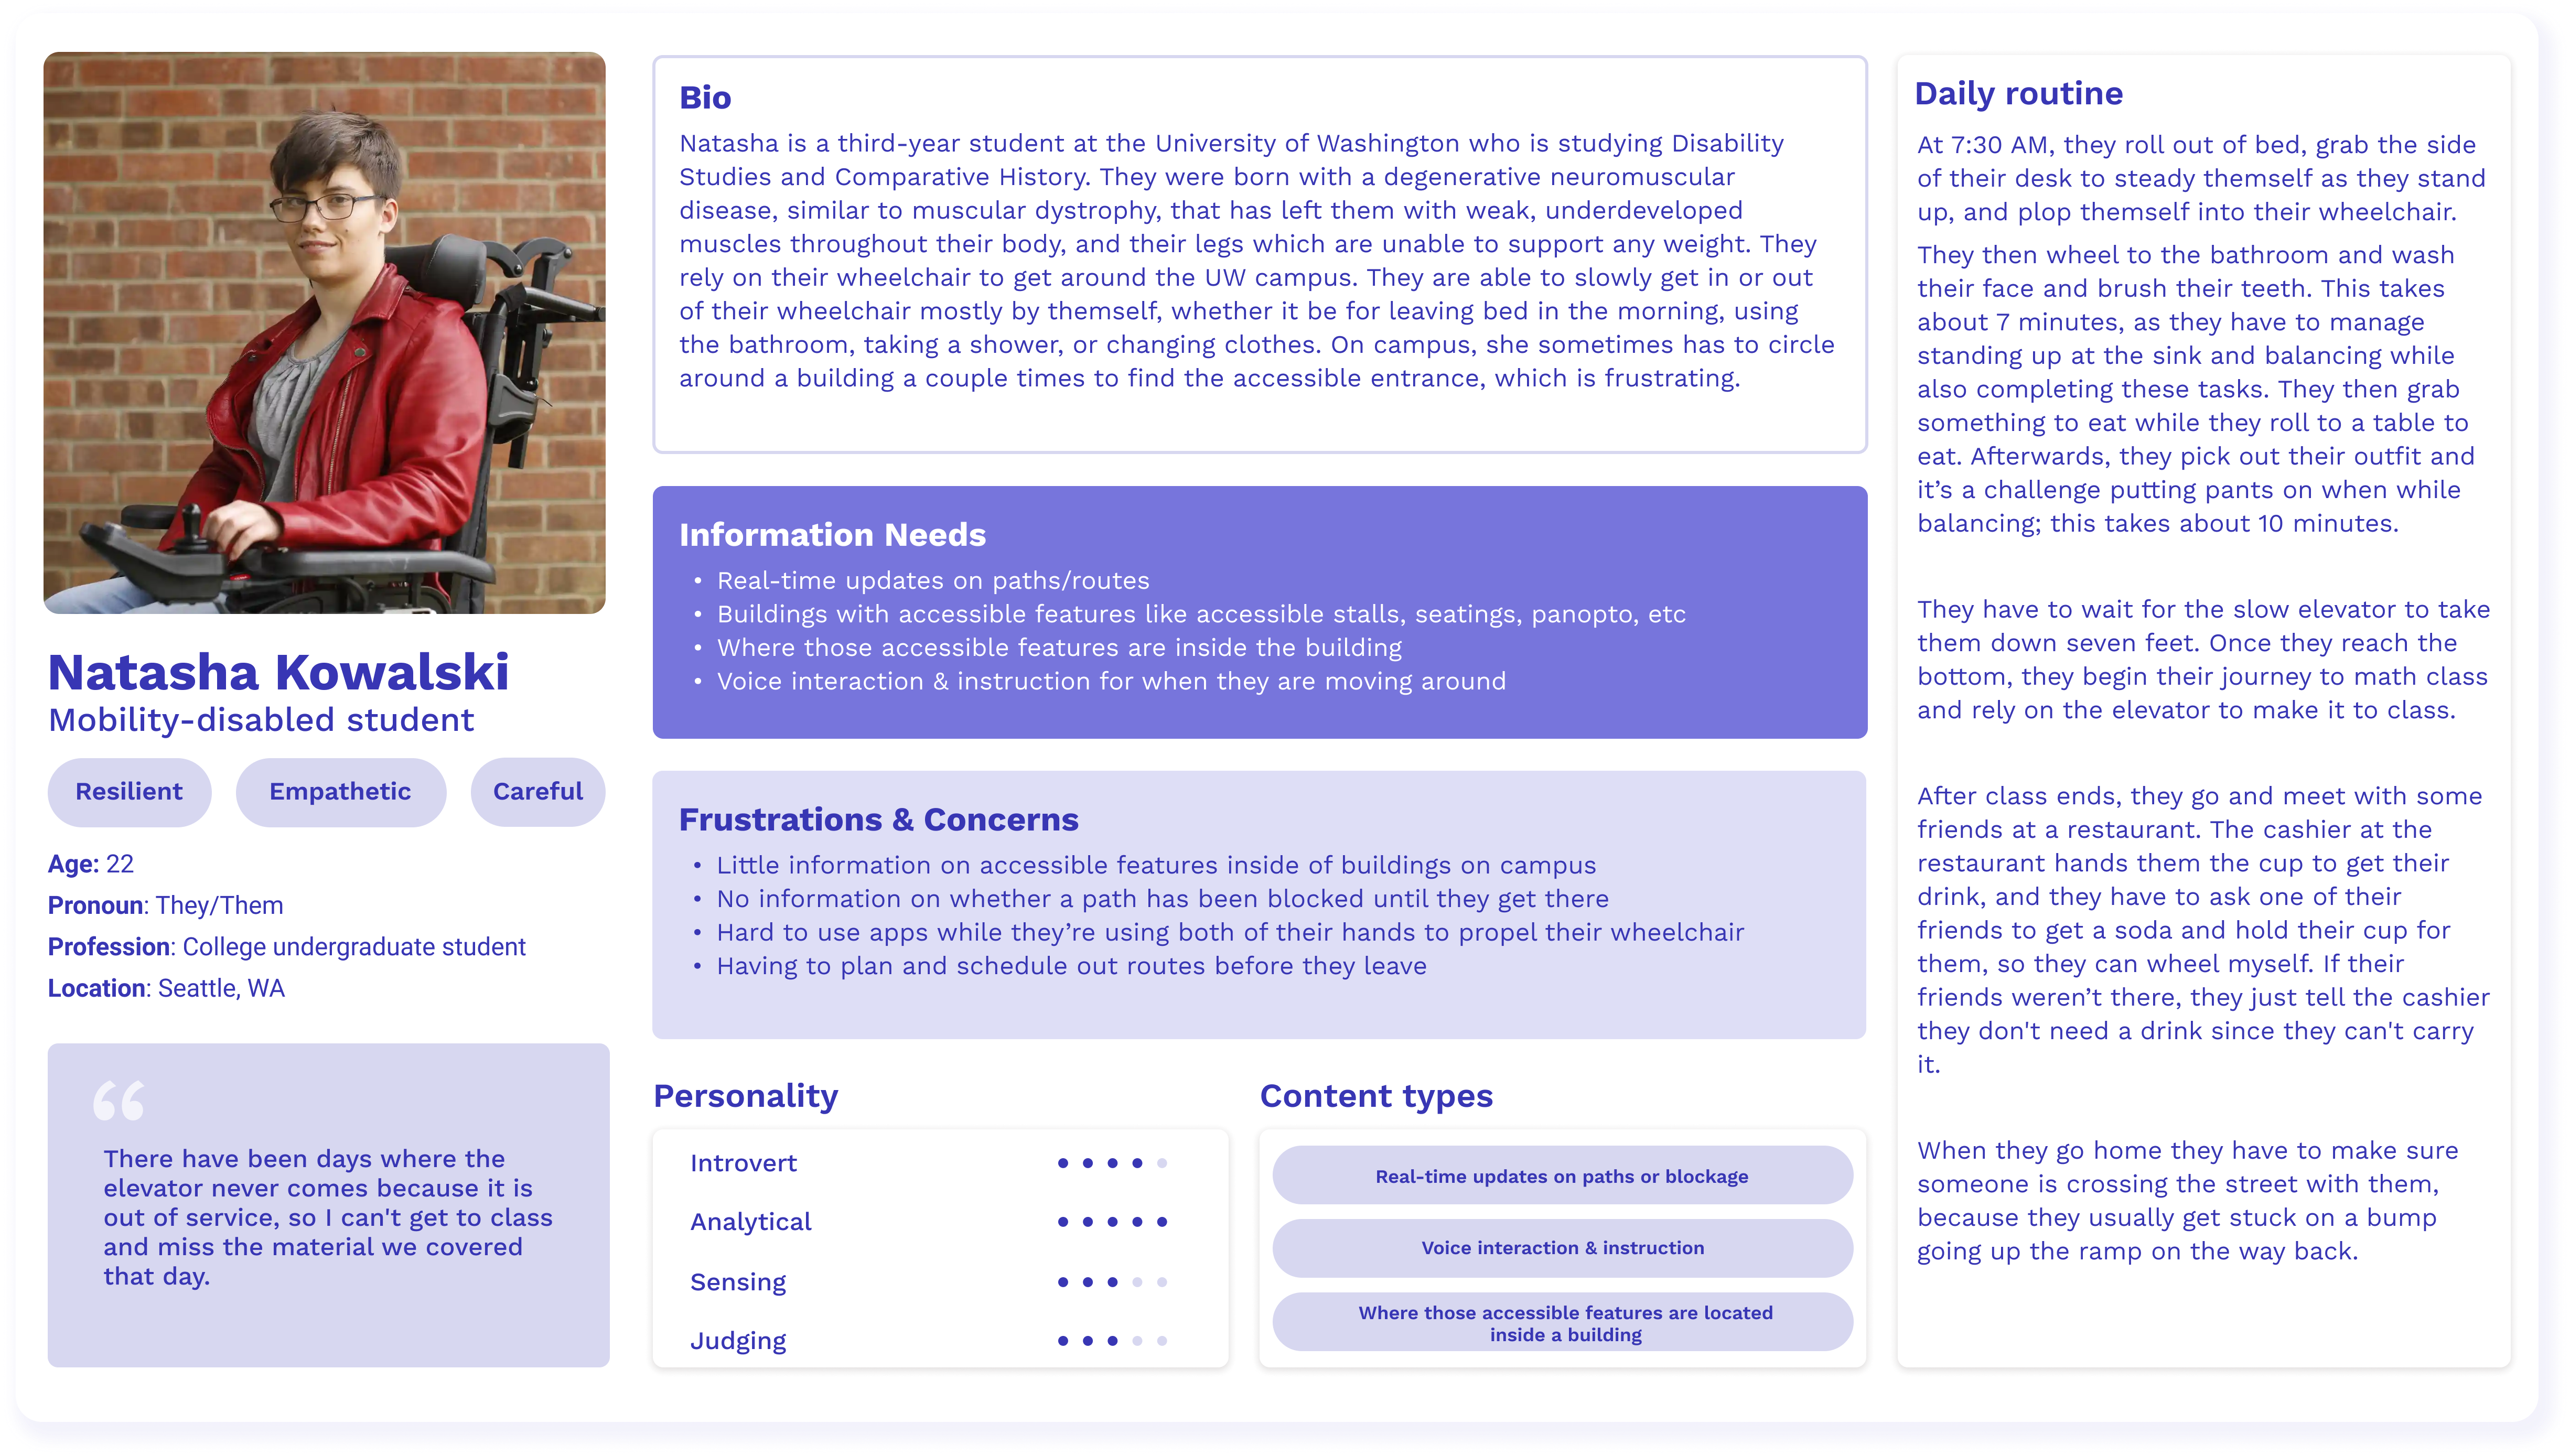 Natasha Kowalski
Mobility-disabled student
Resilient
Empathetic
Careful
Age: 22
Pronoun: They/Them
Profession: College undergraduate student
Location: Seattle, WA
“
There have been days where the
elevator never comes because it is
out of service, so I can't get to class
and miss the material we covered
that day.
Bio
Natasha is a third-year student at the University of Washington who is studying Disability
Studies and Comparative History. They were born with a degenerative neuromuscular
disease, similar to muscular dystrophy, that has left them with weak, underdeveloped
muscles throughout their body, and their legs which are unable to support any weight. They
rely on their wheelchair to get around the UW campus. They are able to slowly get in or out
of their wheelchair mostly by themself, whether it be for leaving bed in the morning, using
the bathroom, taking a shower, or changing clothes. On campus, she sometimes has to circle
around a building a couple times to find the accessible entrance, which is frustrating.
Information Needs
• Real-time updates on paths/routes
• Buildings with accessible features like accessible stalls, seatings, panopto, etc
• Where those accessible features are inside the building
• Voice interaction & instruction for when they are moving around
Frustrations & Concerns
• Little information on accessible features inside of buildings on campus
• No information on whether a path has been blocked until they get there
• Hard to use apps while they’re using both of their hands to propel their wheelchair
• Having to plan and schedule out routes before they leave
Personality
Introvert
Analytical
Sensing
Judging
Content types
Real-time updates on paths or blockage
Voice interaction & instruction
Where those accessible features are located
inside a building
Daily routine
At 7:30 AM, they roll out of bed, grab the side
of their desk to steady themself as they stand
up, and plop themself into their wheelchair.
They then wheel to the bathroom and wash
their face and brush their teeth. This takes
about 7 minutes, as they have to manage
standing up at the sink and balancing while
also completing these tasks. They then grab
something to eat while they roll to a table to
eat. Afterwards, they pick out their outfit and
it’s a challenge putting pants on when while
balancing; this takes about 10 minutes.
They have to wait for the slow elevator to take
them down seven feet. Once they reach the
bottom, they begin their journey to math class
and rely on the elevator to make it to class.
After class ends, they go and meet with some
friends at a restaurant. The cashier at the
restaurant hands them the cup to get their
drink, and they have to ask one of their
friends to get a soda and hold their cup for
them, so they can wheel myself. If their
friends weren’t there, they just tell the cashier
they don't need a drink since they can't carry
it.
When they go home they have to make sure
someone is crossing the street with them,
because they usually get stuck on a bump
going up the ramp on the way back.